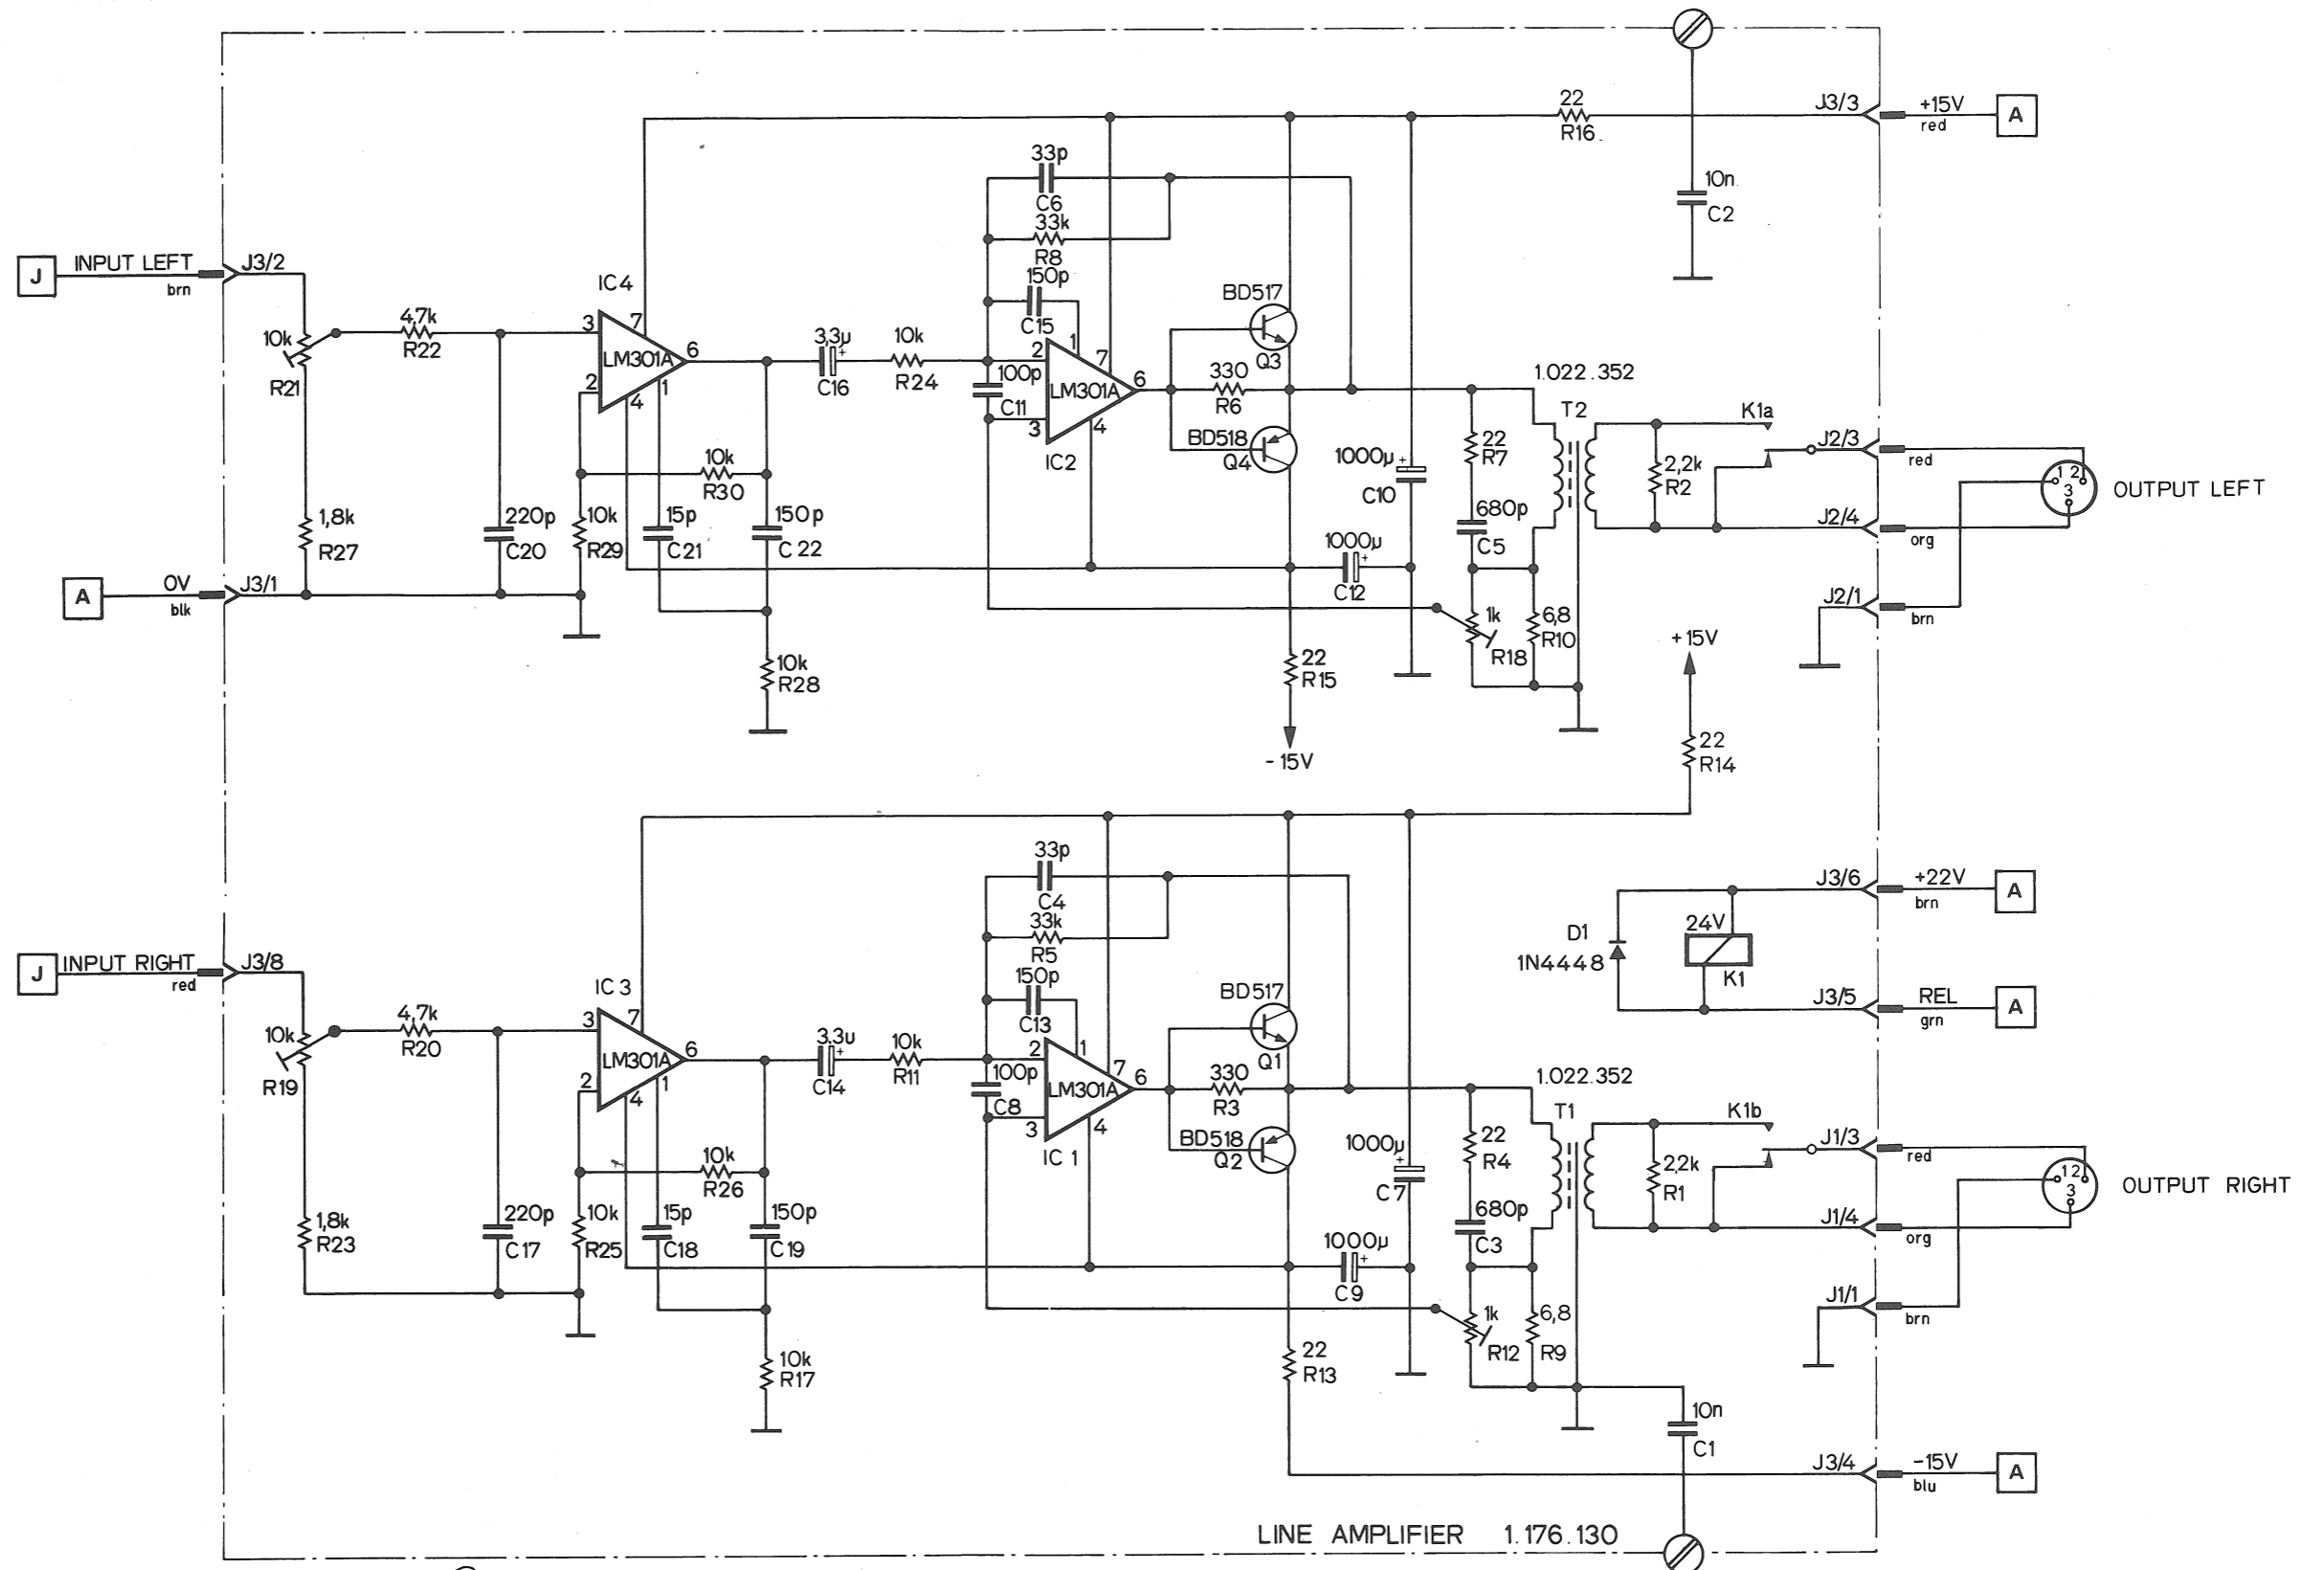 22
R16
J3/3
+15V
red
A
33p
C6
33k
R8
150p
C15
10n
C2
J
INPUT LEFT
brn
J3/2
10k
R21
4,7k
R22
IC4
3
7
LM301A
6
2
4
1
3,3µ
+
C16
10k
R24
2
100p
C11
3
1
7
LM301A
6
4
IC2
BD517
Q3
330
R6
BD518
Q4
1.022.352
T2
K1a
J2/3
red
1 2
3
OUTPUT LEFT
22
R7
2,2k
R2
1000µ
+
C10
10k
R30
1,8k
R27
220p
C20
10k
R29
15p
C21
150p
C22
680p
C5
1000µ
+
C12
J2/4
org
A
0V
blk
J3/1
1k
R18
6,8
R10
J2/1
brn
10k
R28
22
R15
-15V
+15V
22
R14
33p
C4
33k
R5
150p
C13
J3/6
+22V
brn
A
D1
1N4448
24V
K1
J3/5
REL
grn
A
J
INPUT RIGHT
red
J3/8
10k
R19
4,7k
R20
IC3
3
7
LM301A
6
2
4
1
3,3u
+
C14
10k
R11
2
100p
C8
3
1
7
LM301A
6
4
IC1
BD517
Q1
330
R3
BD518
Q2
1.022.352
T1
K1b
J1/3
red
1 2
3
OUTPUT RIGHT
22
R4
2,2k
R1
1000µ
+
C7
10k
R26
1,8k
R23
220p
C17
10k
R25
15p
C18
150p
C19
680p
C3
1000µ
+
C9
J1/4
org
1k
R12
6,8
R9
J1/1
brn
10k
R17
22
R13
10n
C1
J3/4
-15V
blu
A
LINE AMPLIFIER 1.176.130